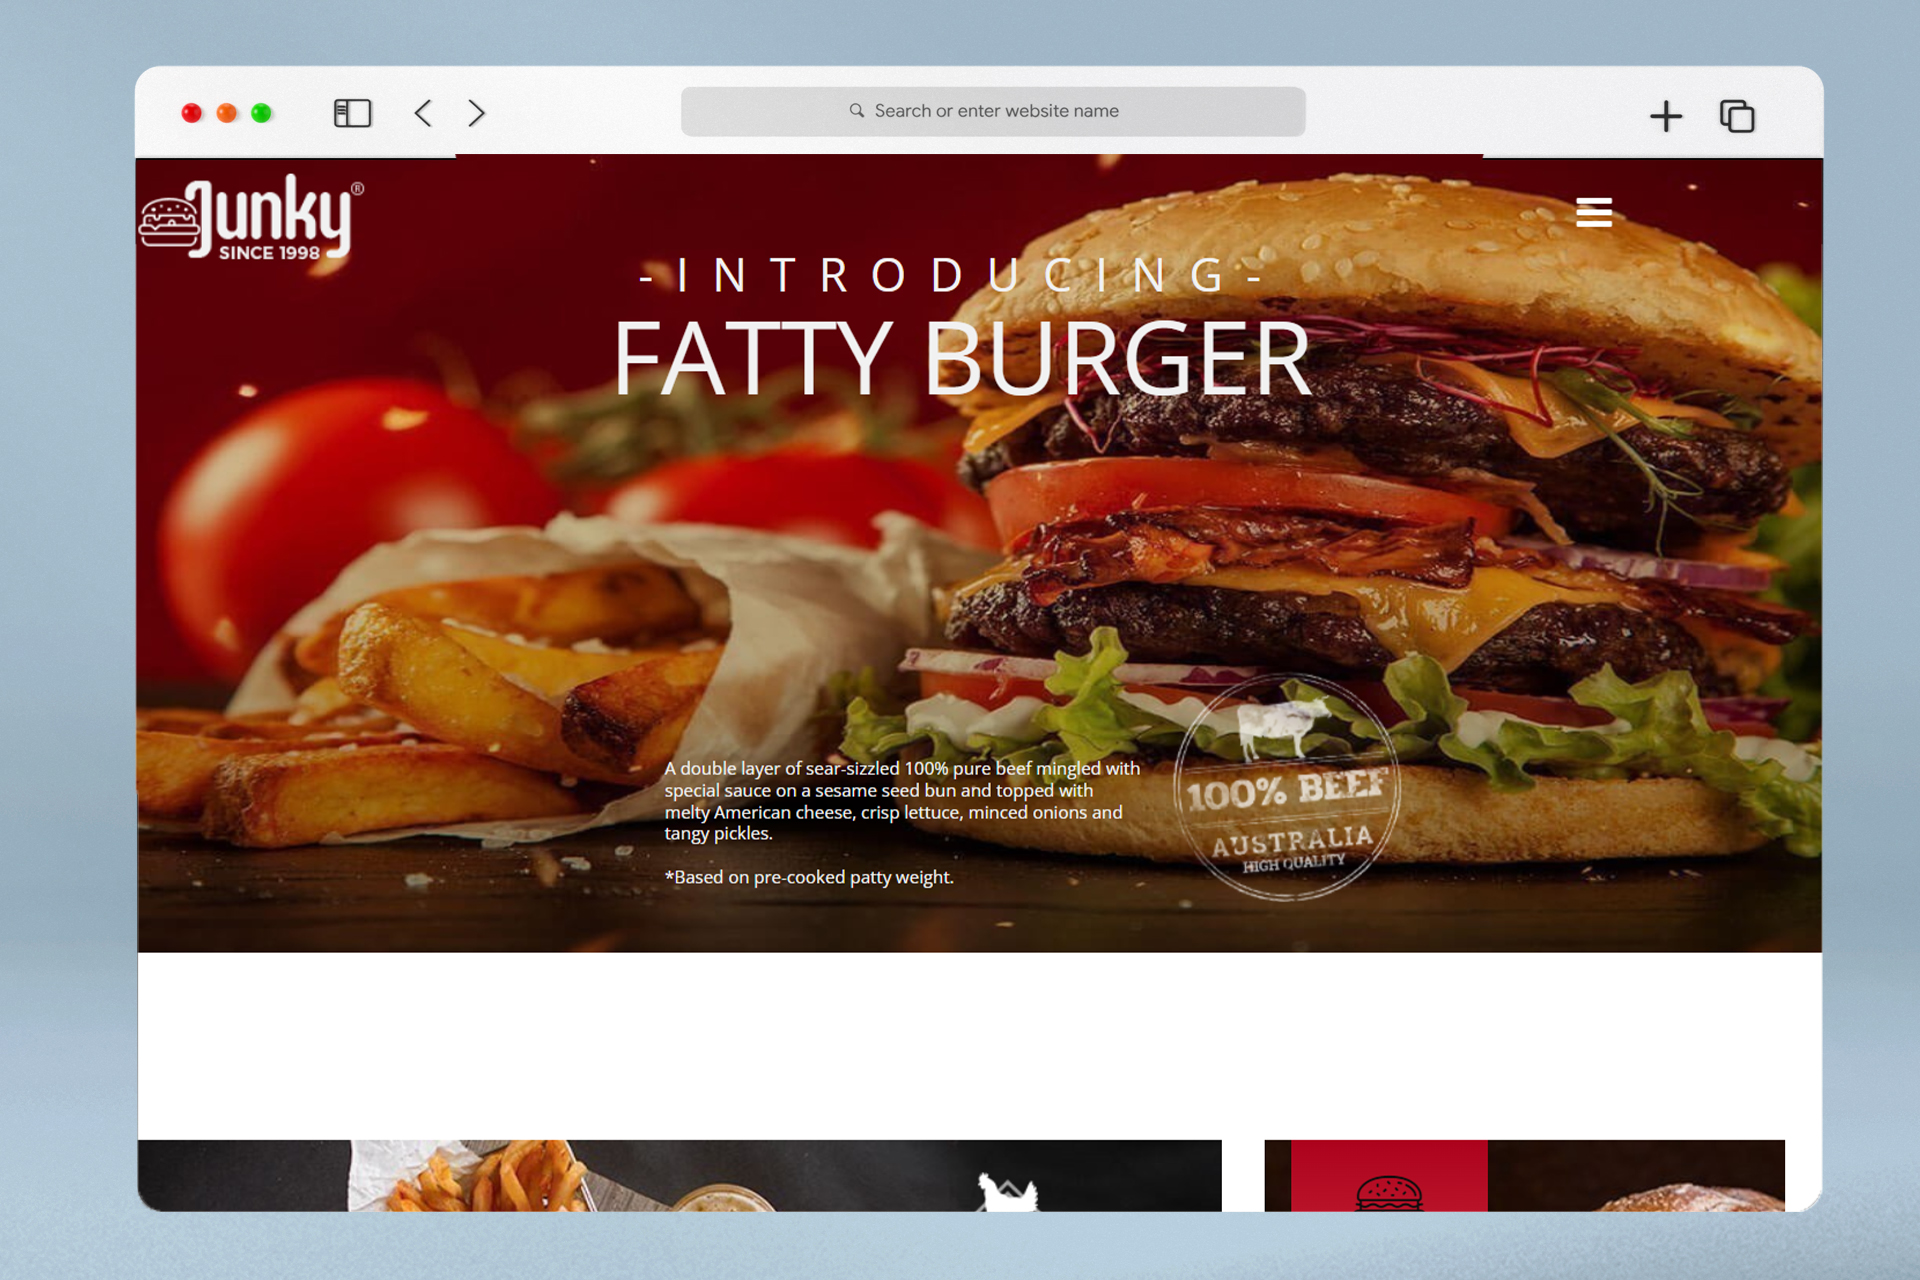 Search or enter website name
Junky®
SINCE 1998
-INTRODUCING-
FATTY BURGER
A double layer of sear-sizzled 100% pure beef mingled with
special sauce on a sesame seed bun and topped with
melty American cheese, crisp lettuce, minced onions and
tangy pickles.
*Based on pre-cooked patty weight.
100% BEEF
AUSTRALIA
HIGH QUALITY